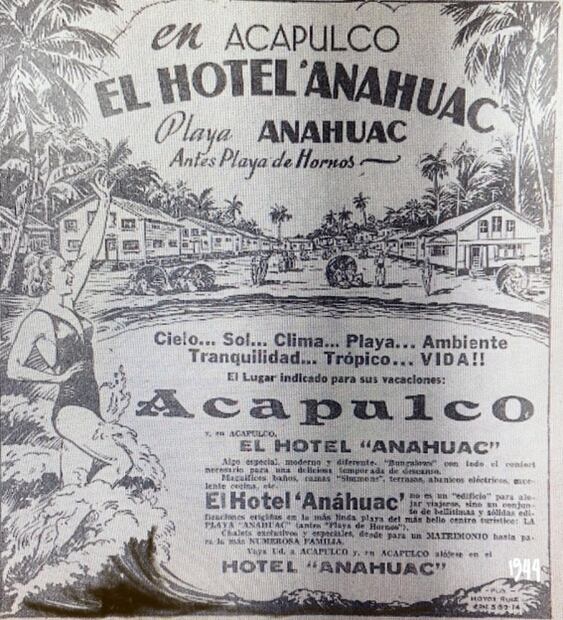 en ACAPULCO
EL HOTEL 'ANAHUAC
Playa ANAHUAC
Antes Playa de Hornos
Cielo... Sol... Clima... Playa... Ambiente
Tranquilidad... Trópico... VIDA!!
El Lugar indicado para sus vacaciones:
Acapulco
y, en ACAPULCO,
EL HOTEL "ANAHUAC"
Algo especial, moderno y diferente. "Bungalows" con todo el confort
necesario para una deliciosa temporada de descanso.
Magníficos baños, camas "Simmons", terrazas, abanicos eléctricos, exce-
lente cocina, etc.
El Hotel 'Anáhuac' no es un "edificio" para alo-
jar viajeros, sino un conjun-
to de bellísimas y sólidas edi-
ficaciones erigidas en la más linda playa del más bello centro turístico: LA
PLAYA "ANAHUAC" (antes "Playa de Hornos").
Chalets exclusivos y especiales, desde para un MATRIMONIO hasta pa-
ra la más NUMEROSA FAMILIA.
Vaya Ud. a ACAPULCO y, en ACAPULCO alójese en el
HOTEL "ANAHUAC"
1944
HOYOS RUIZ